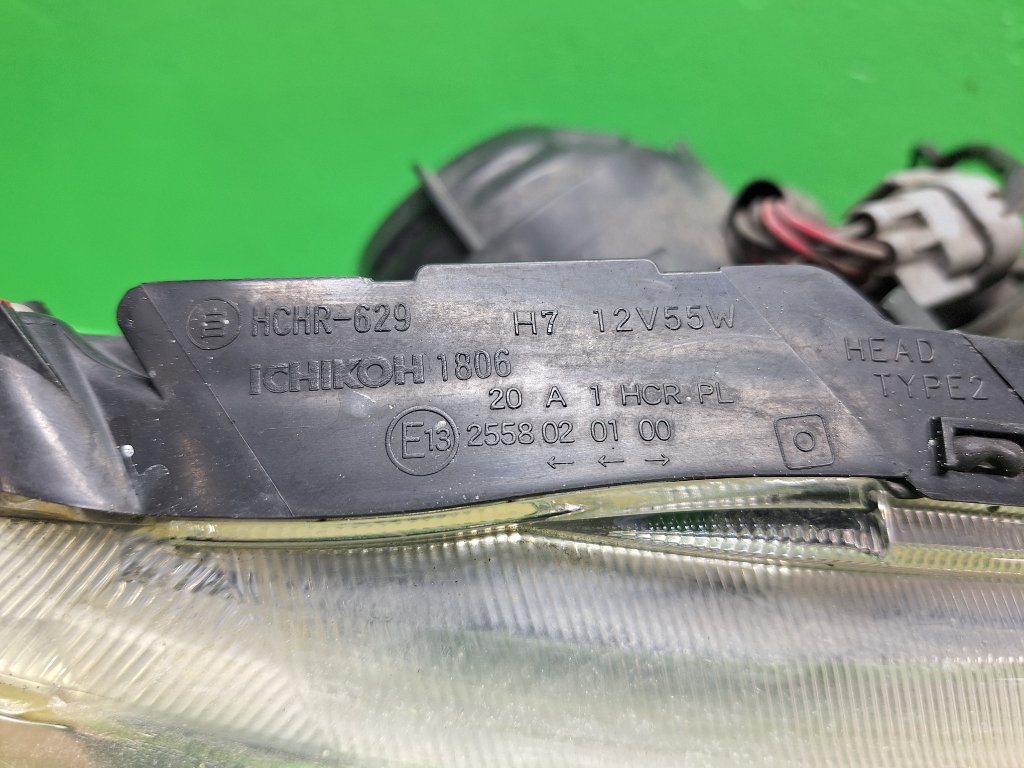 HCHR-629 H7 12V55W
ICHIKOH 1806
20 A 1 HCR PL
E13 2558 02 01 00
← ← →
HEAD
TYPE2